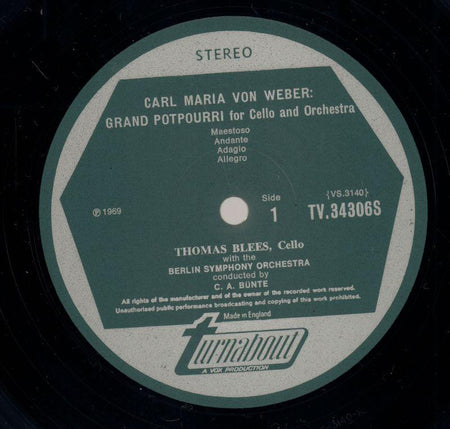 STEREO
CARL MARIA VON WEBER:
GRAND POTPOURRI for Cello and Orchestra
Maestoso
Andante
Adagio
Allegro
℗ 1969
Side
1
{VS.3140}
TV.34306S
THOMAS BLEES, Cello
with the
BERLIN SYMPHONY ORCHESTRA
conducted by
C. A. BÜNTE
All rights of the manufacturer and of the owner of the recorded work reserved.
Unauthorised public performance broadcasting and copying of this work prohibited.
Made in England
turnabout
A VOX PRODUCTION